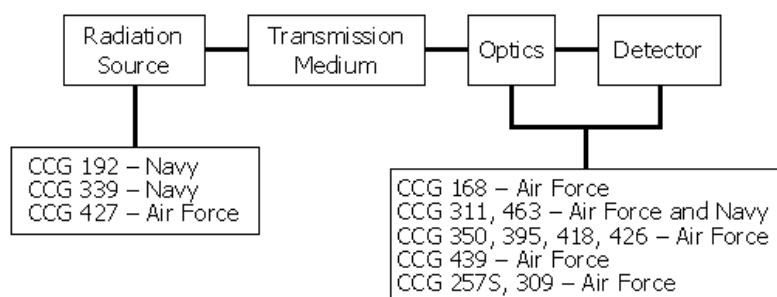 Radiation
Source
Transmission
Medium
Optics
Detector
CCG 192 – Navy
CCG 339 – Navy
CCG 427 – Air Force
CCG 168 – Air Force
CCG 311, 463 – Air Force and Navy
CCG 350, 395, 418, 426 – Air Force
CCG 439 – Air Force
CCG 257S, 309 – Air Force